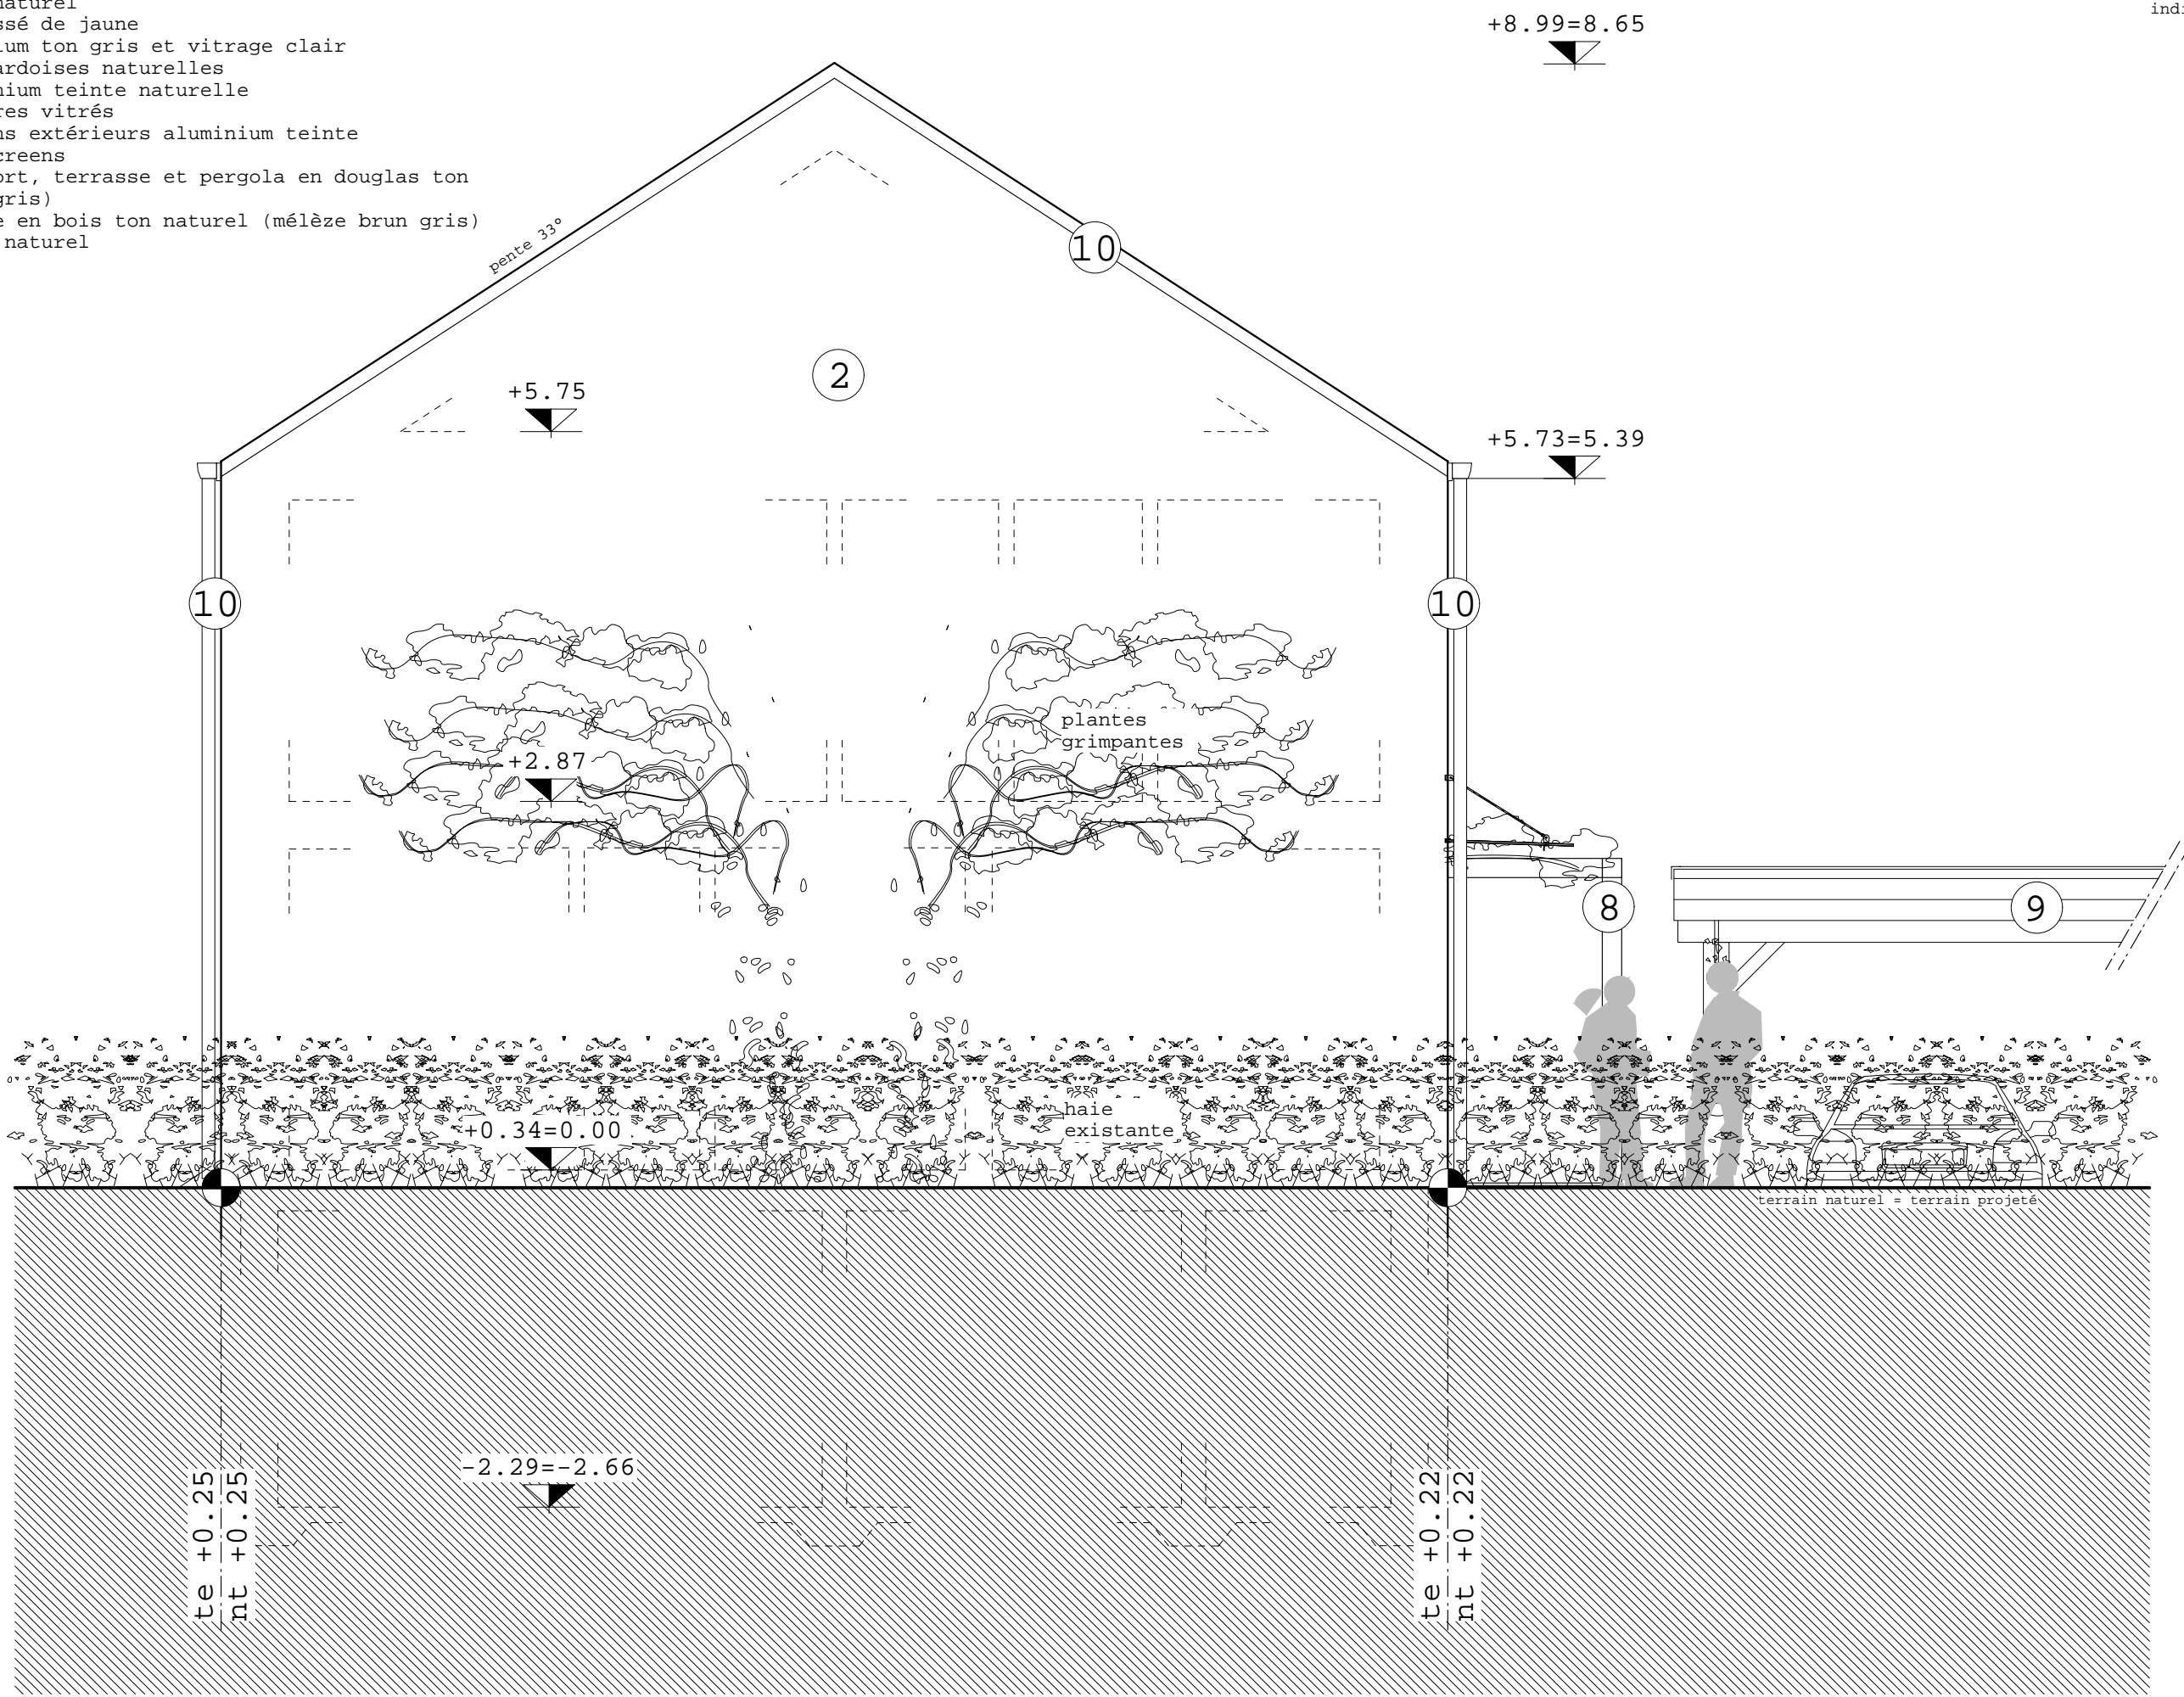 naturel
ssé de jaune
ium ton gris et vitrage clair
ardoises naturelles
nium teinte naturelle
res vitrés
ns extérieurs aluminium teinte
creens
ort, terrasse et pergola en douglas ton
gris)
e en bois ton naturel (mélèze brun gris)
naturel
indi
+8.99=8.65
pente 33°
10
2
+5.75
+5.73=5.39
10
10
plantes
grimpantes
+2.87
8
9
haie
existante
+0.34=0.00
terrain naturel = terrain projeté
-2.29=-2.66
te +0.25
nt +0.25
te +0.22
nt +0.22